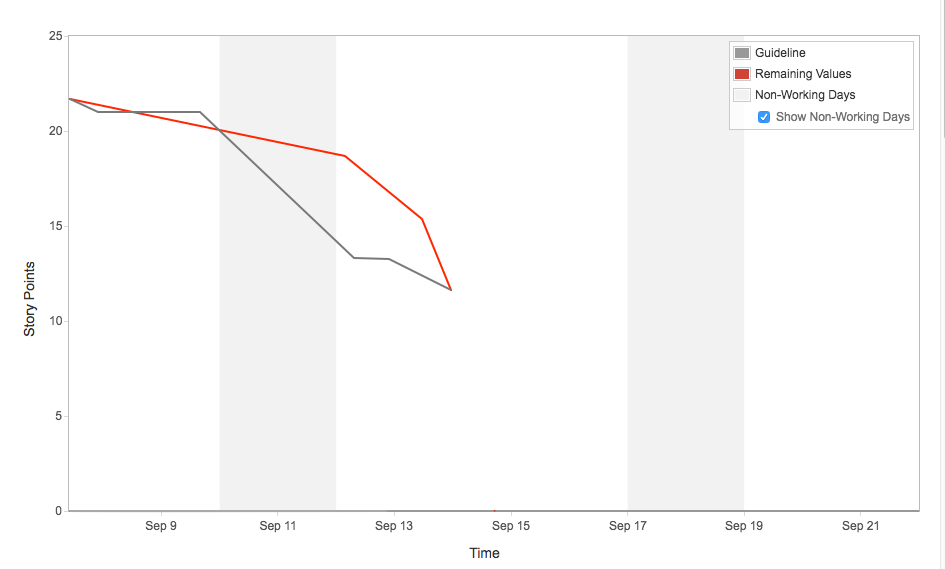 25
20
15
10
5
0
Story Points
Guideline
Remaining Values
Non-Working Days
Show Non-Working Days
Sep 9 Sep 11 Sep 13 Sep 15 Sep 17 Sep 19 Sep 21
Time